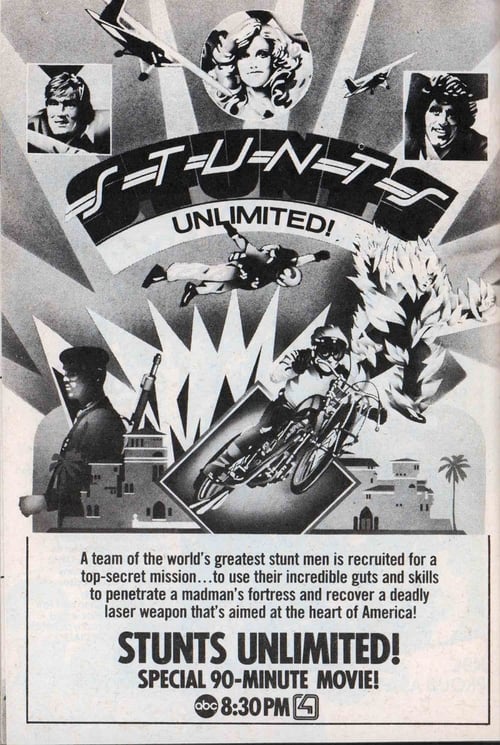 STUNTS
UNLIMITED!
A team of the world's greatest stunt men is recruited for a
top-secret mission...to use their incredible guts and skills
to penetrate a madman's fortress and recover a deadly
laser weapon that's aimed at the heart of America!
STUNTS UNLIMITED!
SPECIAL 90-MINUTE MOVIE!
abc 8:30PM 4